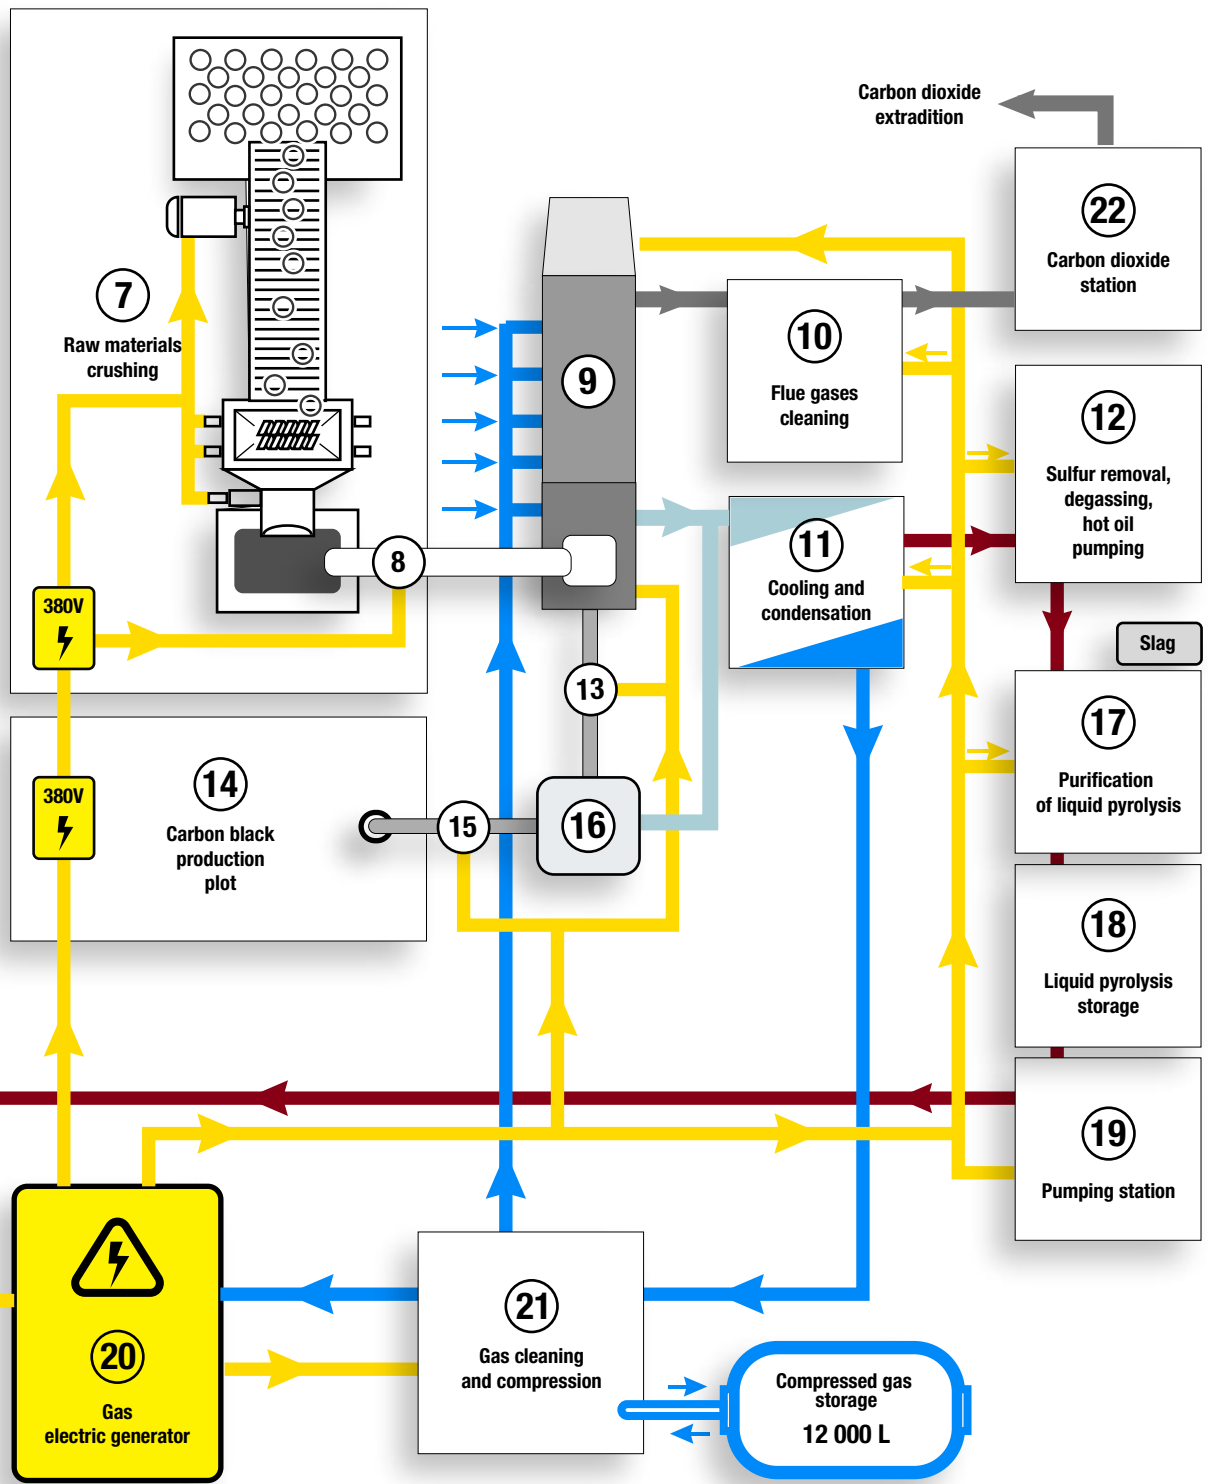 Carbon dioxide
extradition
22
Carbon dioxide
station
7
Raw materials
crushing
9
10
Flue gases
cleaning
12
Sulfur removal,
degassing,
hot oil
pumping
8
11
Cooling and
condensation
380V
Slag
13
17
Purification
of liquid pyrolysis
380V
14
Carbon black
production
plot
15
16
18
Liquid pyrolysis
storage
19
Pumping station
20
Gas
electric generator
21
Gas cleaning
and compression
Compressed gas
storage
12 000 L